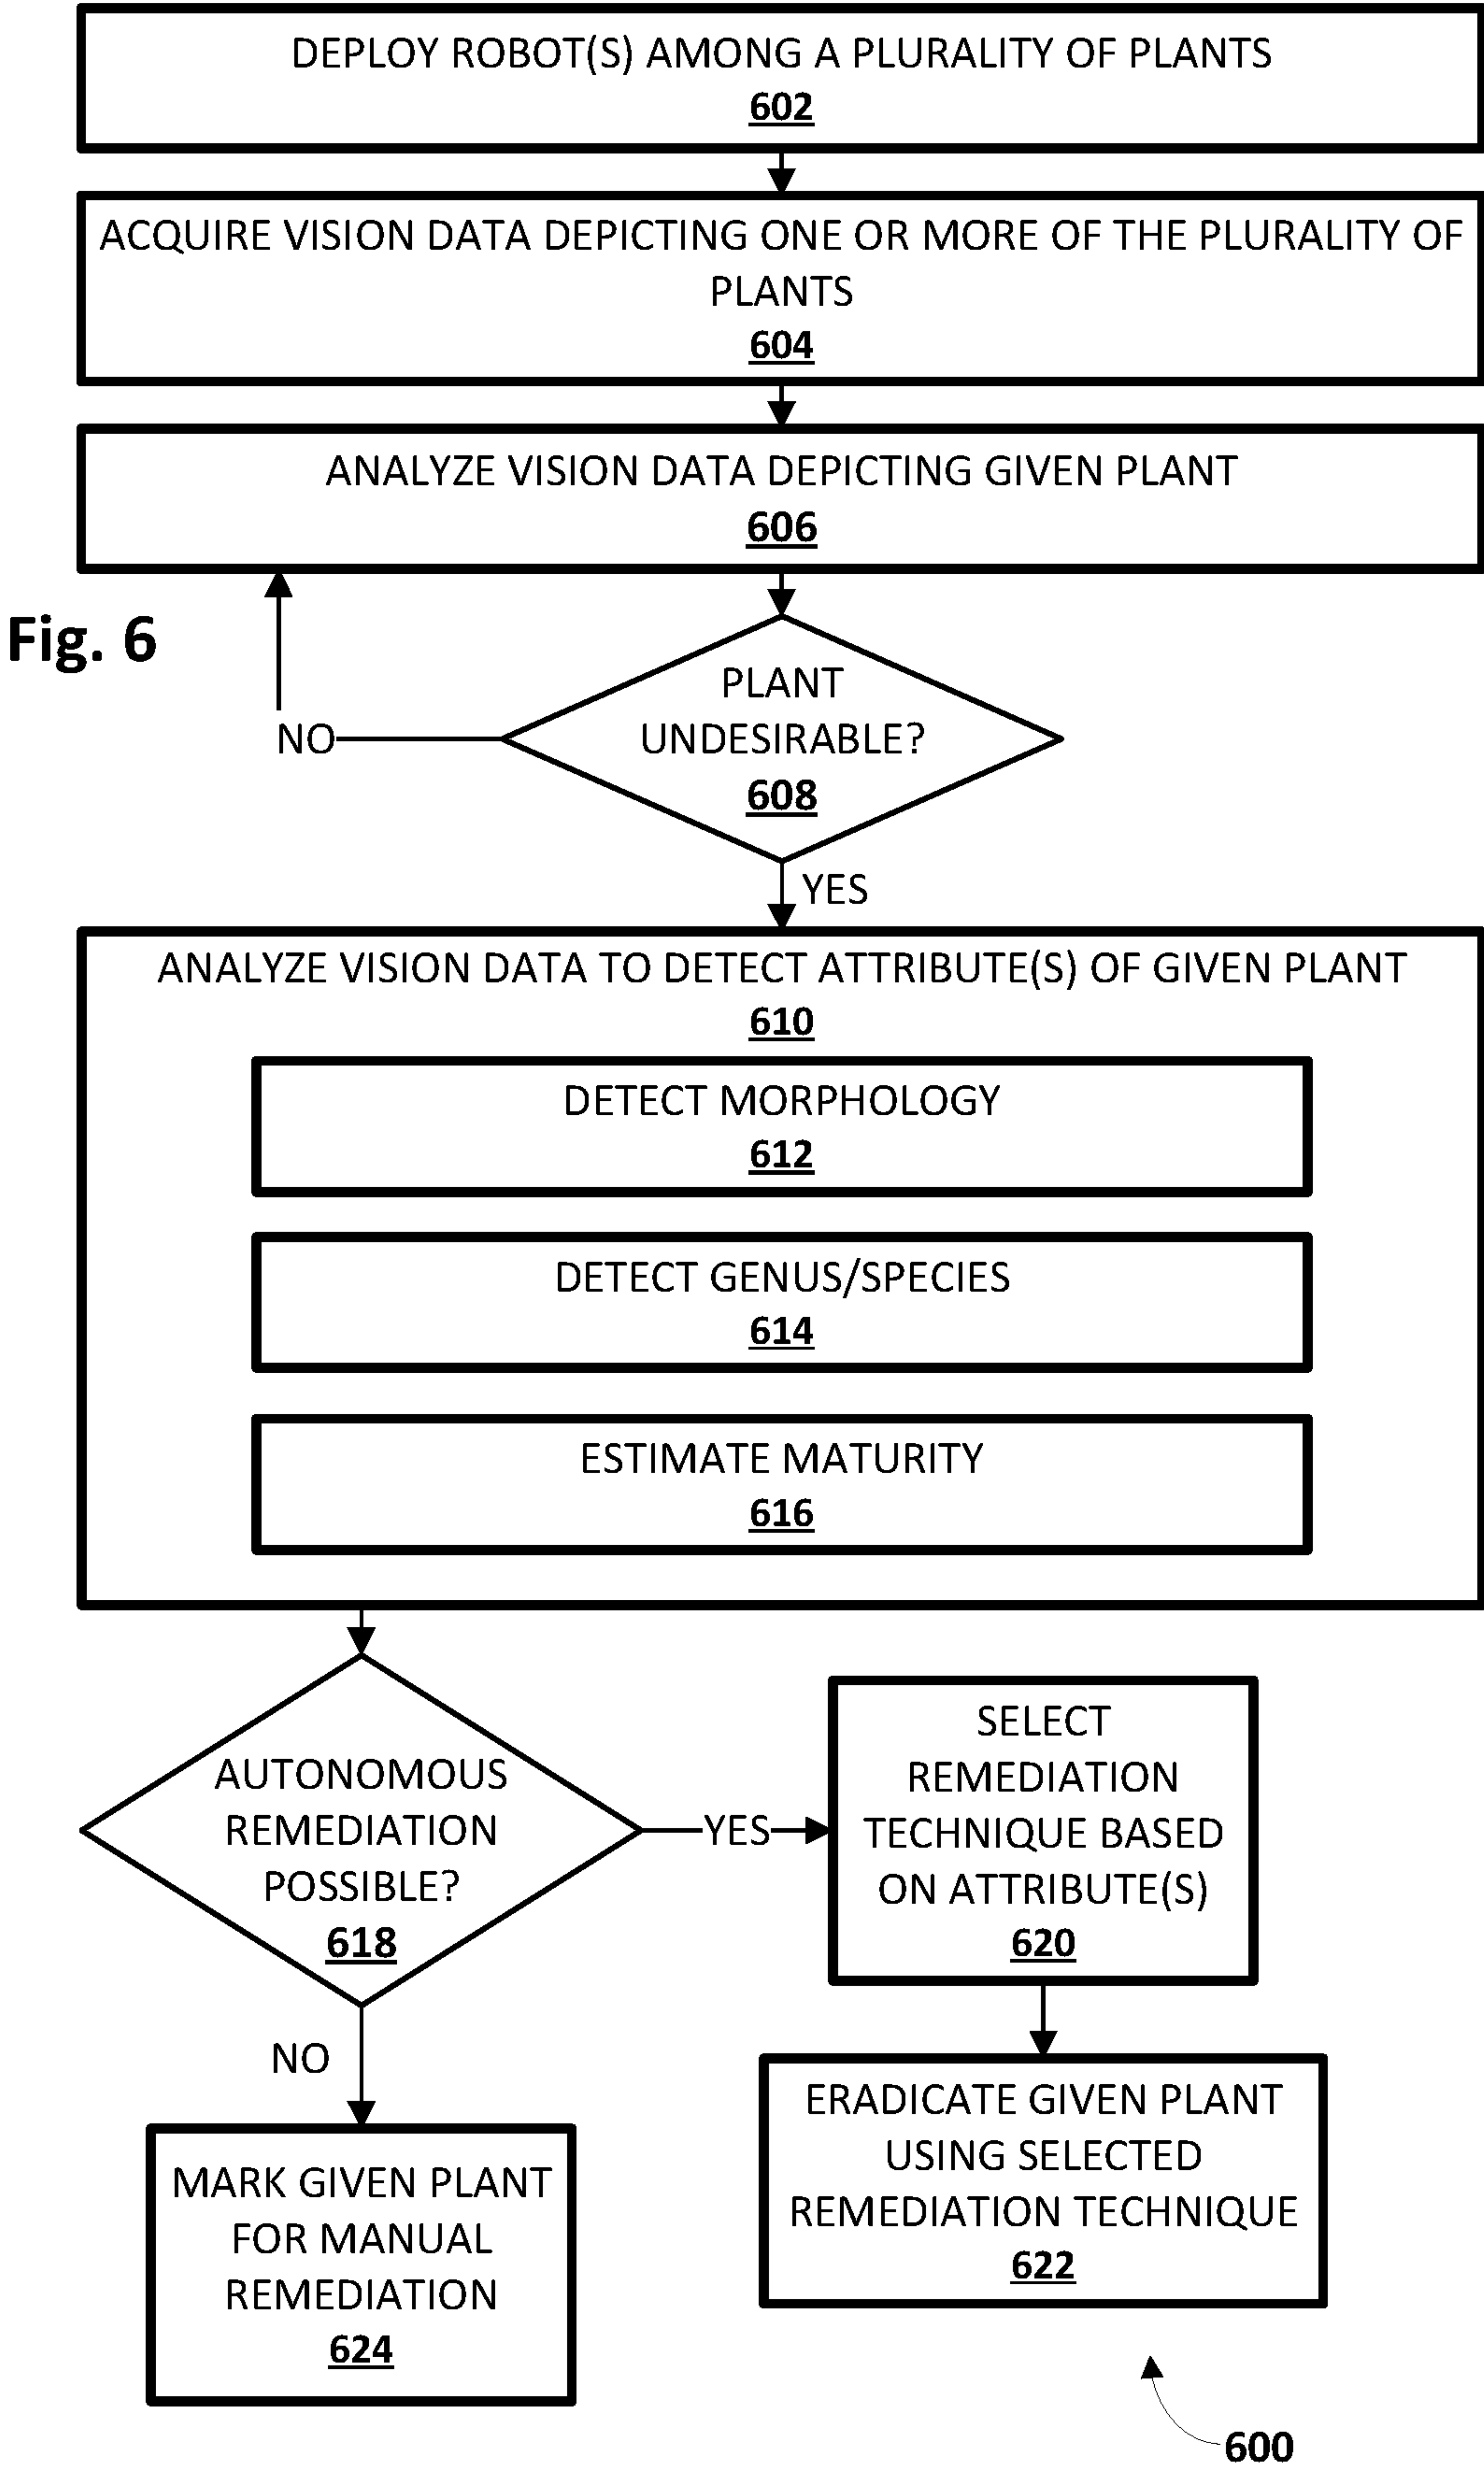 DEPLOY ROBOT(S) AMONG A PLURALITY OF PLANTS
602
ACQUIRE VISION DATA DEPICTING ONE OR MORE OF THE PLURALITY OF
PLANTS
604
ANALYZE VISION DATA DEPICTING GIVEN PLANT
606
Fig. 6
PLANT
UNDESIRABLE?
608
NO
YES
ANALYZE VISION DATA TO DETECT ATTRIBUTE(S) OF GIVEN PLANT
610
DETECT MORPHOLOGY
612
DETECT GENUS/SPECIES
614
ESTIMATE MATURITY
616
AUTONOMOUS
REMEDIATION
POSSIBLE?
618
YES
SELECT
REMEDIATION
TECHNIQUE BASED
ON ATTRIBUTE(S)
620
NO
ERADICATE GIVEN PLANT
USING SELECTED
REMEDIATION TECHNIQUE
622
MARK GIVEN PLANT
FOR MANUAL
REMEDIATION
624
600